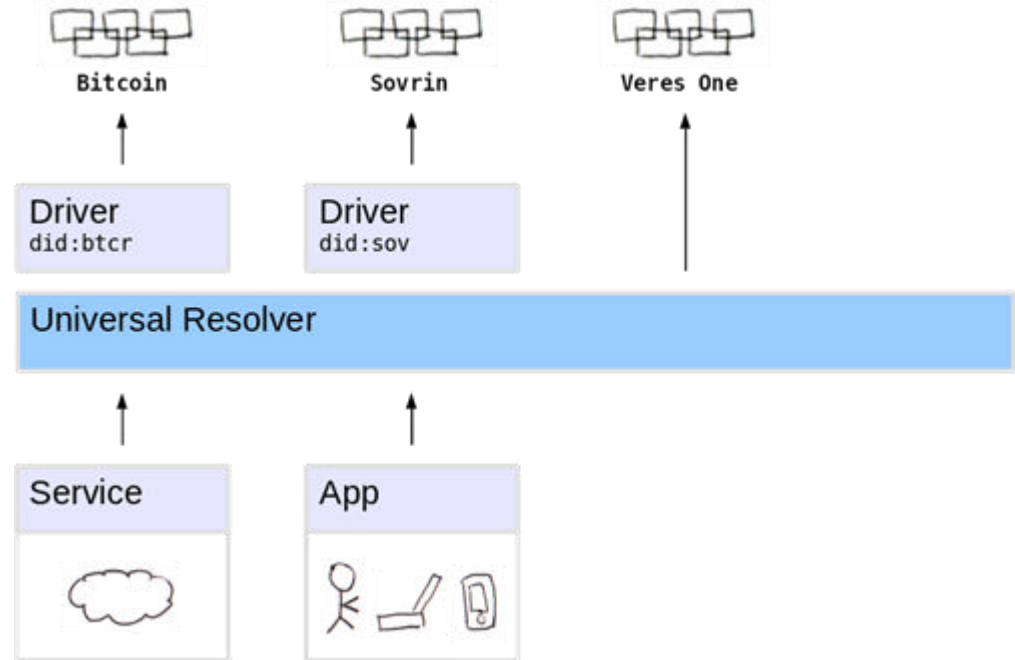 Bitcoin
Sovrin
Veres One
Driver
did:btcr
Driver
did:sov
Universal Resolver
Service
App